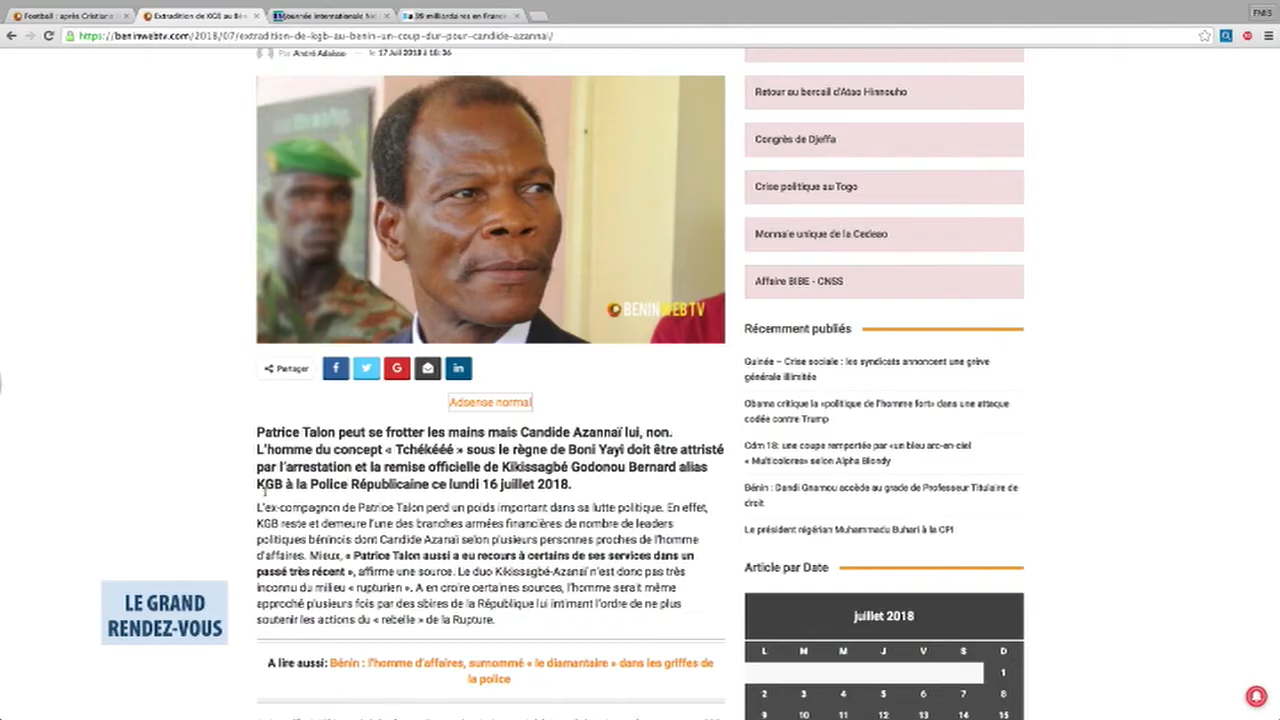 Football : après Cristiano
Extradition de KGB au Bén
Journée Internationale Nel
39 milliardaires en France
FMIS
https://beninwebtv.com/2018/07/extradition-de-kgb-au-benin-un-coup-dur-pour-candide-azannai/
Par le 17 Juil 2018 à 18:36
BENIN WEB TV
Partager
Adsense normal
Patrice Talon peut se frotter les mains mais Candide Azannaï lui, non.
L'homme du concept « Tchékééé » sous le règne de Boni Yayi doit être attristé
par l'arrestation et la remise officielle de Kikissagbé Godonou Bernard alias
KGB à la Police Républicaine ce lundi 16 juillet 2018.
L'ex-compagnon de Patrice Talon perd un poids important dans sa lutte politique. En effet,
KGB reste et demeure l'une des branches armées financières de nombre de leaders
politiques béninois dont Candide Azanaï selon plusieurs personnes proches de l'homme
d'affaires. Mieux, « Patrice Talon aussi a eu recours à certains de ses services dans un
passé très récent », affirme une source. Le duo Kikissagbé-Azanaï n'est donc pas très
inconnu du milieu « rupturien ». A en croire certaines sources, l'homme serait même
approché plusieurs fois par des sbires de la République lui intimant l'ordre de ne plus
soutenir les actions du « rebelle » de la Rupture.
A lire aussi: Bénin : l'homme d'affaires, surnommé « le diamantaire » dans les griffes de
la police
LE GRAND
RENDEZ-VOUS
Retour au bercail d'Atao Hinnouho
Congrès de Djeffa
Crise politique au Togo
Monnaie unique de la Cedeao
Affaire BIBE - CNSS
Récemment publiés
Guinée – Crise sociale : les syndicats annoncent une grève
générale illimitée
Obama critique la «politique de l'homme fort» dans une attaque
codée contre Trump
Cdm 18: une coupe remportée par «un bleu arc-en-ciel
« Multicolores» selon Alpha Blondy
Bénin : Dandi Gnamou accède au grade de Professeur Titulaire de
droit
Le président nigérian Muhammadu Buhari à la CPI
Article par Date
juillet 2018
L M M J V S D
1
2 3 4 5 6 7 8
9 10 11 12 13 14 15